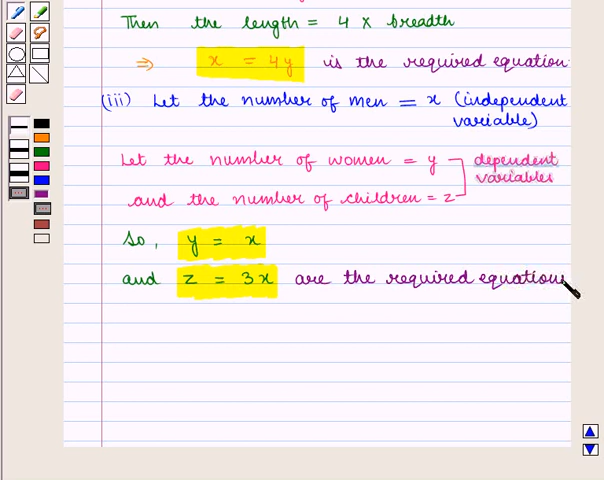 Then the length = 4 x breadth
⇒ x = 4y is the required equation.
(iii) Let the number of men = x (independent variable)
Let the number of women = y
and the number of children = z
dependent variables
So, y = x
and z = 3x are the required equations